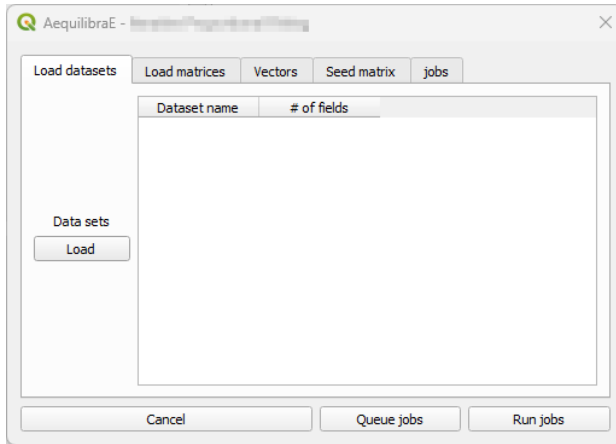 AequilibraE -
Load datasets Load matrices Vectors Seed matrix jobs
Dataset name # of fields
Data sets
Load
Cancel Queue jobs Run jobs